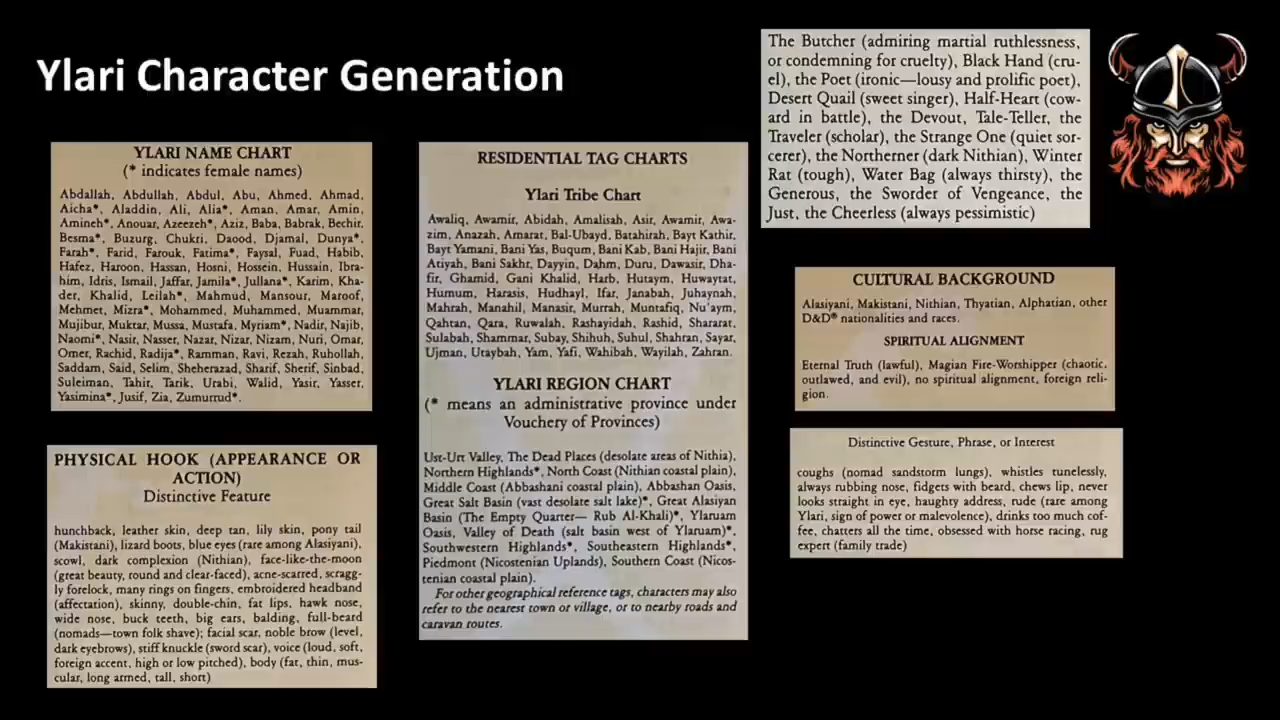 Ylari Character Generation
YLARI NAME CHART
(* indicates female names)
Abdallah, Abdullah, Abdul, Abu, Ahmed, Ahmad,
Aicha*, Aladdin, Ali, Alia*, Aman, Amar, Amin,
Amineh*, Anouar, Azeezeh*, Aziz, Baba, Babrak, Bechir,
Besma*, Buzurg, Chukri, Daood, Djamal, Dunya*,
Farah*, Farid, Farouk, Fatima*, Faysal, Fuad, Habib,
Hafez, Haroon, Hassan, Hosni, Hossein, Hussain, Ibra-
him, Idris, Ismail, Jaffar, Jamila*, Jullana*, Karim, Kha-
der, Khalid, Leilah*, Mahmud, Mansour, Maroof,
Mehmet, Mizra*, Mohammed, Muhammed, Muammar,
Mujibur, Muktar, Mussa, Mustafa, Myriam*, Nadir, Najib,
Naomi*, Nasir, Nasser, Nazar, Nizar, Nizam, Nuri, Omar,
Omer, Rachid, Radija*, Ramman, Ravi, Rezah, Ruhollah,
Saddam, Said, Selim, Sheherazad, Sharif, Sherif, Sinbad,
Suleiman, Tahir, Tarik, Urabi, Walid, Yasir, Yasser,
Yasimina*, Jusif, Zia, Zumurrud*.
PHYSICAL HOOK (APPEARANCE OR
ACTION)
Distinctive Feature
hunchback, leather skin, deep tan, lily skin, pony tail
(Makistani), lizard boots, blue eyes (rare among Alasiyani),
scowl, dark complexion (Nithian), face-like-the-moon
(great beauty, round and clear-faced), acne-scarred, scragg-
ly forelock, many rings on fingers, embroidered headband
(affectation), skinny, double-chin, fat lips, hawk nose,
wide nose, buck teeth, big ears, balding, full-beard
(nomads—town folk shave); facial scar, noble brow (level,
dark eyebrows), stiff knuckle (sword scar), voice (loud, soft,
foreign accent, high or low pitched), body (fat, thin, mus-
cular, long armed, tall, short)
RESIDENTIAL TAG CHARTS
Ylari Tribe Chart
Awaliq, Awamir, Abidah, Amalisah, Asir, Awamir, Awa-
zim, Anazah, Amarat, Bal-Ubayd, Batahirah, Bayt Kathir,
Bayt Yamani, Bani Yas, Buqum, Bani Kab, Bani Hajir, Bani
Atiyah, Bani Sakhr, Dayyin, Dahm, Duru, Dawasir, Dha-
fir, Ghamid, Gani Khalid, Harb, Hutaym, Huwaytat,
Humum, Harasis, Hudhayl, Ifar, Janabah, Juhaynah,
Mahrah, Manahil, Manasir, Murrah, Muntafiq, Nu'aym,
Qahtan, Qara, Ruwalah, Rashayidah, Rashid, Shararat,
Sulabah, Shammar, Subay, Shihuh, Suhul, Shahran, Sayar,
Ujman, Utaybah, Yam, Yafi, Wahibah, Wayilah, Zahran.
YLARI REGION CHART
(* means an administrative province under
Vouchery of Provinces)
Ust-Urt Valley, The Dead Places (desolate areas of Nithia),
Northern Highlands*, North Coast (Nithian coastal plain),
Middle Coast (Abbashani coastal plain), Abbashan Oasis,
Great Salt Basin (vast desolate salt lake)*, Great Alasiyan
Basin (The Empty Quarter— Rub Al-Khali)*, Ylaruam
Oasis, Valley of Death (salt basin west of Ylaruam)*,
Southwestern Highlands*, Southeastern Highlands*,
Piedmont (Nicostenian Uplands), Southern Coast (Nicos-
tenian coastal plain).
For other geographical reference tags, characters may also
refer to the nearest town or village, or to nearby roads and
caravan routes.
The Butcher (admiring martial ruthlessness,
or condemning for cruelty), Black Hand (cru-
el), the Poet (ironic—lousy and prolific poet),
Desert Quail (sweet singer), Half-Heart (cow-
ard in battle), the Devout, Tale-Teller, the
Traveler (scholar), the Strange One (quiet sor-
cerer), the Northerner (dark Nithian), Winter
Rat (tough), Water Bag (always thirsty), the
Generous, the Sworder of Vengeance, the
Just, the Cheerless (always pessimistic)
CULTURAL BACKGROUND
Alasiyani, Makistani, Nithian, Thyatian, Alphatian, other
D&D® nationalities and races.
SPIRITUAL ALIGNMENT
Eternal Truth (lawful), Magian Fire-Worshipper (chaotic,
outlawed, and evil), no spiritual alignment, foreign reli-
gion.
Distinctive Gesture, Phrase, or Interest
coughs (nomad sandstorm lungs), whistles tunelessly,
always rubbing nose, fidgets with beard, chews lip, never
looks straight in eye, haughty address, rude (rare among
Ylari, sign of power or malevolence), drinks too much cof-
fee, chatters all the time, obsessed with horse racing, rug
expert (family trade)